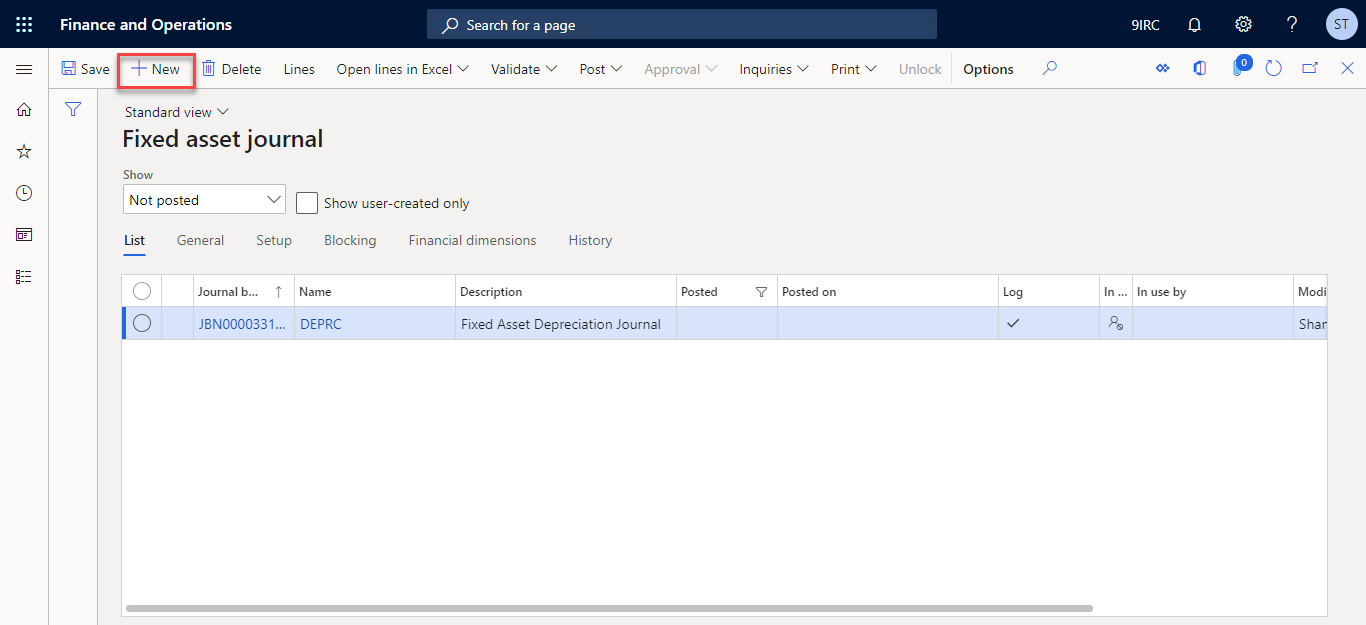 Finance and Operations
Search for a page
9IRC
ST
Save
New
Delete
Lines
Open lines in Excel
Validate
Post
Approval
Inquiries
Print
Unlock
Options
0
Standard view
Fixed asset journal
Show
Not posted
Show user-created only
List
General
Setup
Blocking
Financial dimensions
History
Journal b... Name Description Posted Posted on Log In ... In use by Modi
JBN0000331... DEPRC Fixed Asset Depreciation Journal Shar